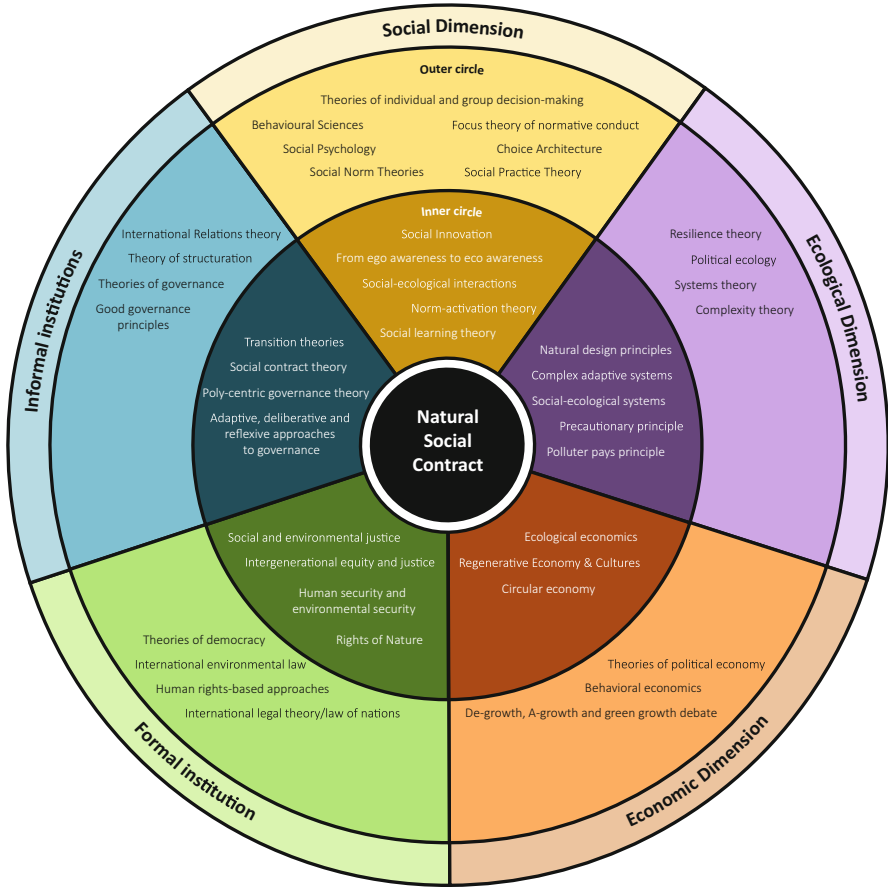 Social Dimension
Outer circle
Theories of individual and group decision-making
Behavioural Sciences
Focus theory of normative conduct
Social Psychology
Choice Architecture
Social Norm Theories
Social Practice Theory
Inner circle
Social Innovation
From ego awareness to eco awareness
Social-ecological interactions
Norm-activation theory
Social learning theory
Ecological Dimension
Resilience theory
Political ecology
Systems theory
Complexity theory
Natural design principles
Complex adaptive systems
Social-ecological systems
Precautionary principle
Polluter pays principle
Economic Dimension
Ecological economics
Regenerative Economy & Cultures
Circular economy
Theories of political economy
Behavioral economics
De-growth, A-growth and green growth debate
Formal institution
Social and environmental justice
Intergenerational equity and justice
Human security and
environmental security
Rights of Nature
Theories of democracy
International environmental law
Human rights-based approaches
International legal theory/law of nations
Informal institutions
International Relations theory
Theory of structuration
Theories of governance
Good governance
principles
Transition theories
Social contract theory
Poly-centric governance theory
Adaptive, deliberative and
reflexive approaches
to governance
Natural
Social
Contract